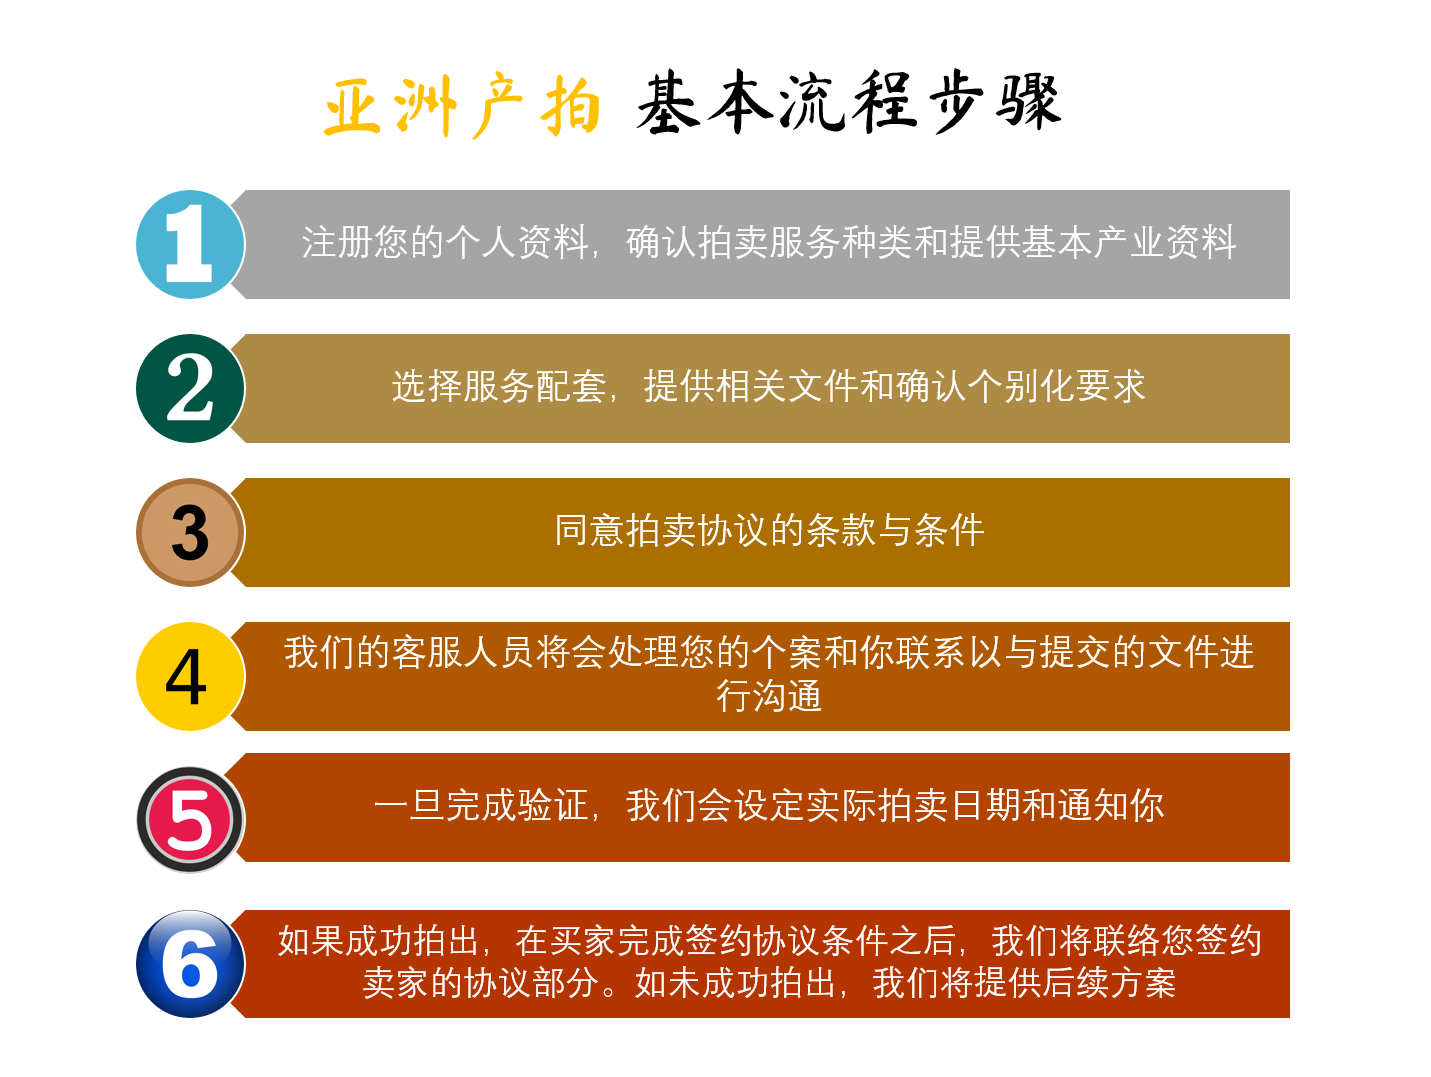 亚洲产拍 基本流程步骤
1
注册您的个人资料，确认拍卖服务种类和提供基本产业资料
2
选择服务配套，提供相关文件和确认个别化要求
3
同意拍卖协议的条款与条件
4
我们的客服人员将会处理您的个案和你联系以与提交的文件进
行沟通
5
一旦完成验证，我们会设定实际拍卖日期和通知你
6
如果成功拍出，在买家完成签约协议条件之后，我们将联络您签约
卖家的协议部分。如未成功拍出，我们将提供后续方案